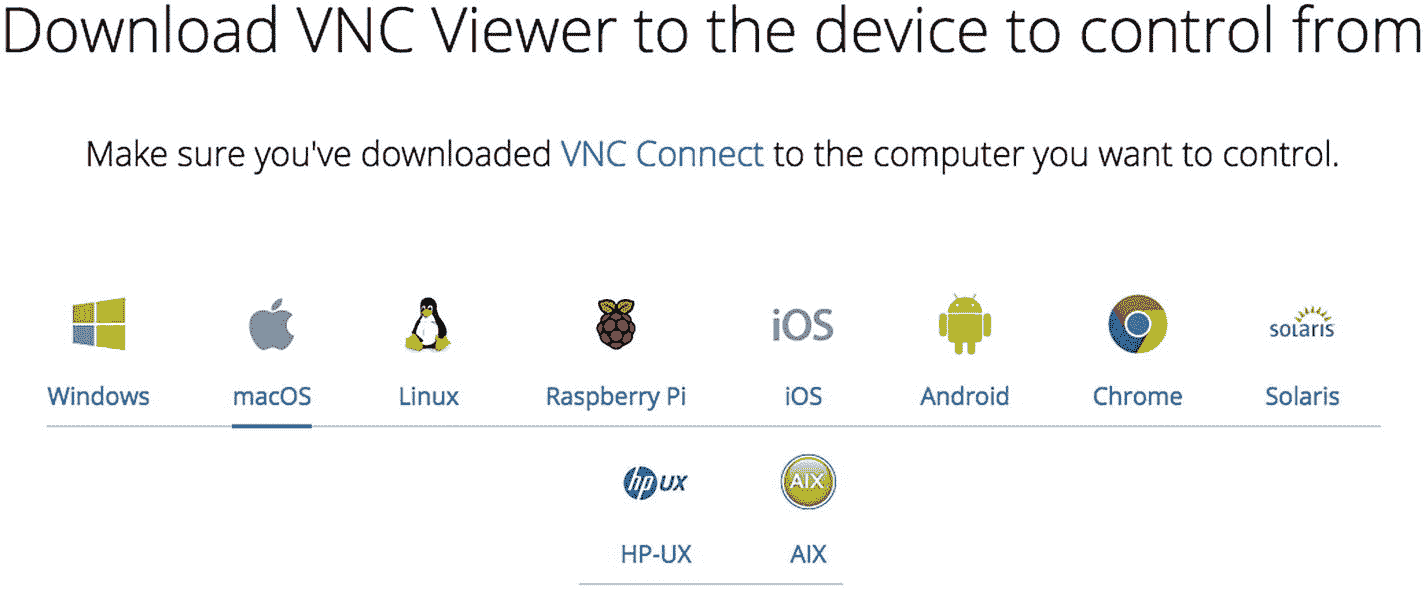 Download VNC Viewer to the device to control from
Make sure you've downloaded VNC Connect to the computer you want to control.
iOS solaris
Windows macOS Linux Raspberry Pi iOS Android Chrome Solaris
hp UX AIX
HP-UX AIX